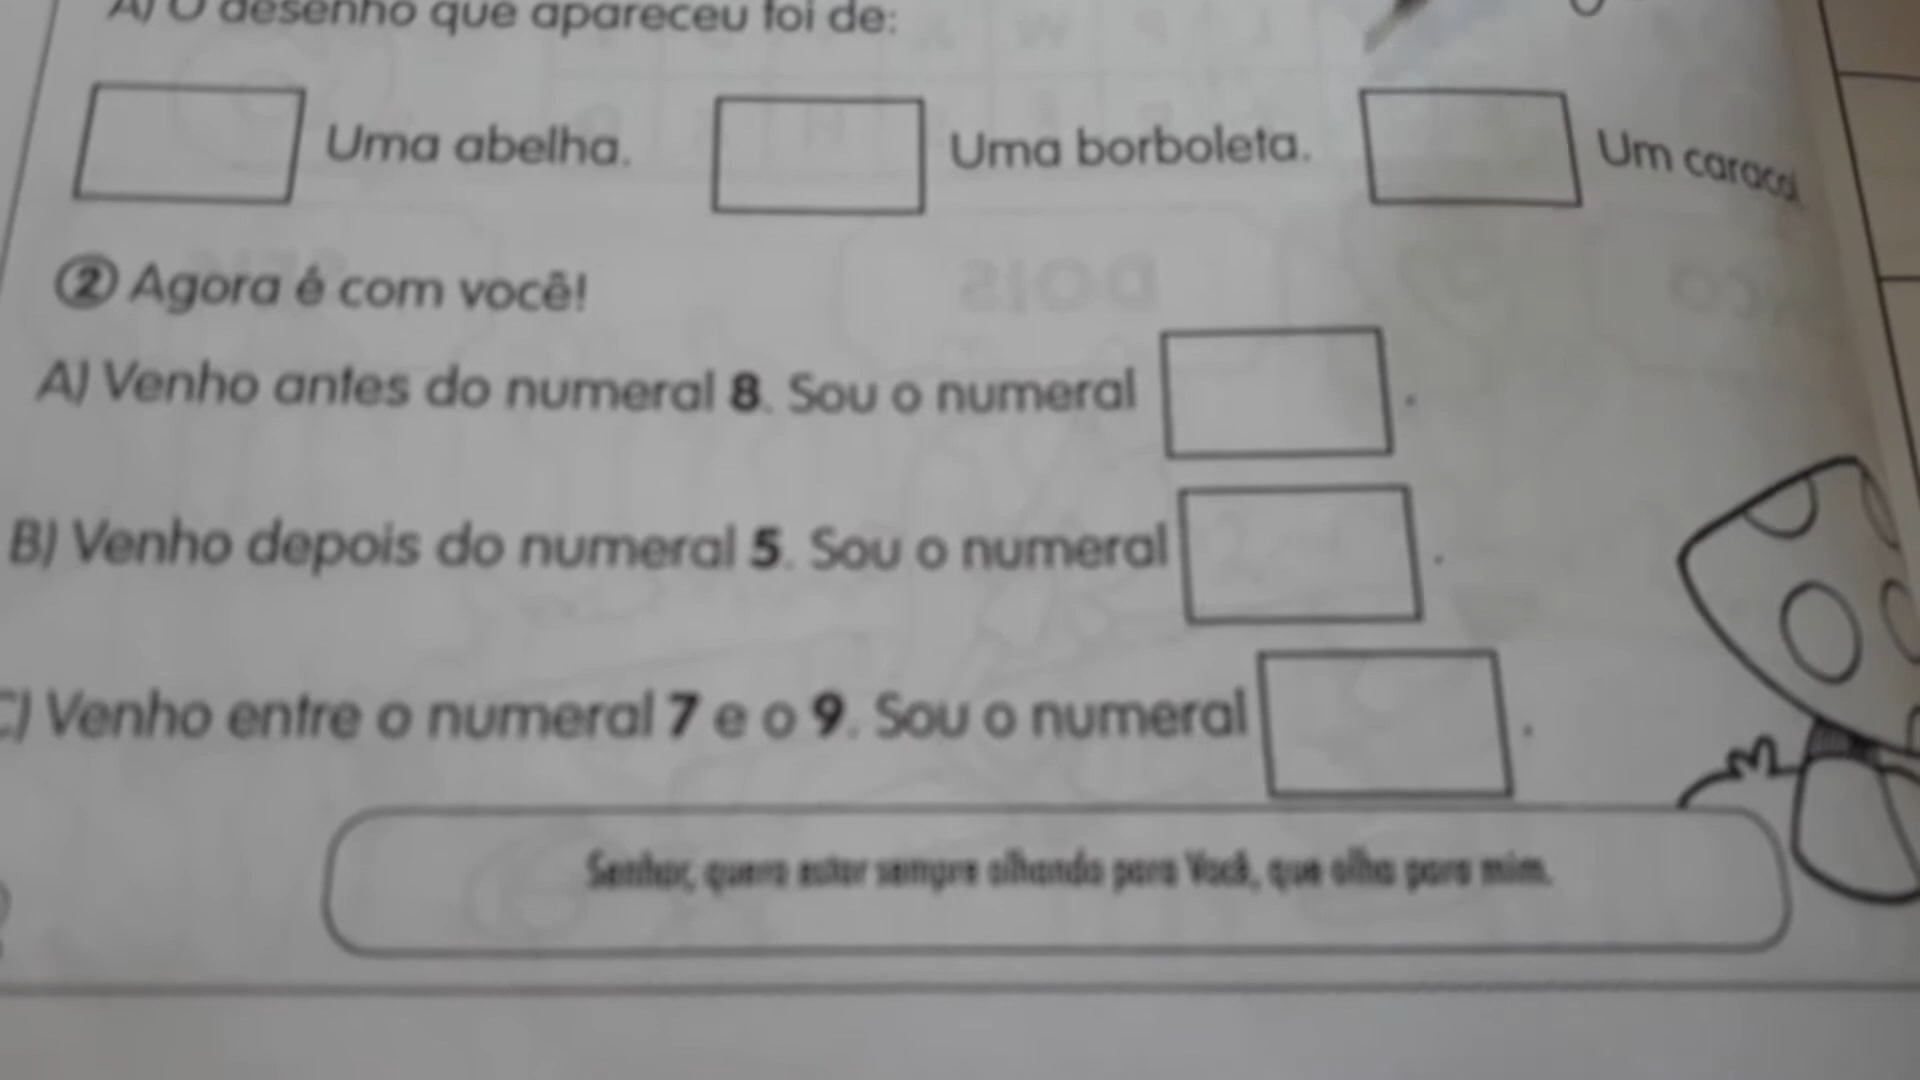 A) O desenho que apareceu foi de:
Uma abelha. Uma borboleta. Um caracol
② Agora é com você!
A) Venho antes do numeral 8. Sou o numeral .
B) Venho depois do numeral 5. Sou o numeral .
C) Venho entre o numeral 7 e o 9. Sou o numeral .
Senhor, quero estar sempre olhando para Você, que olha para mim.